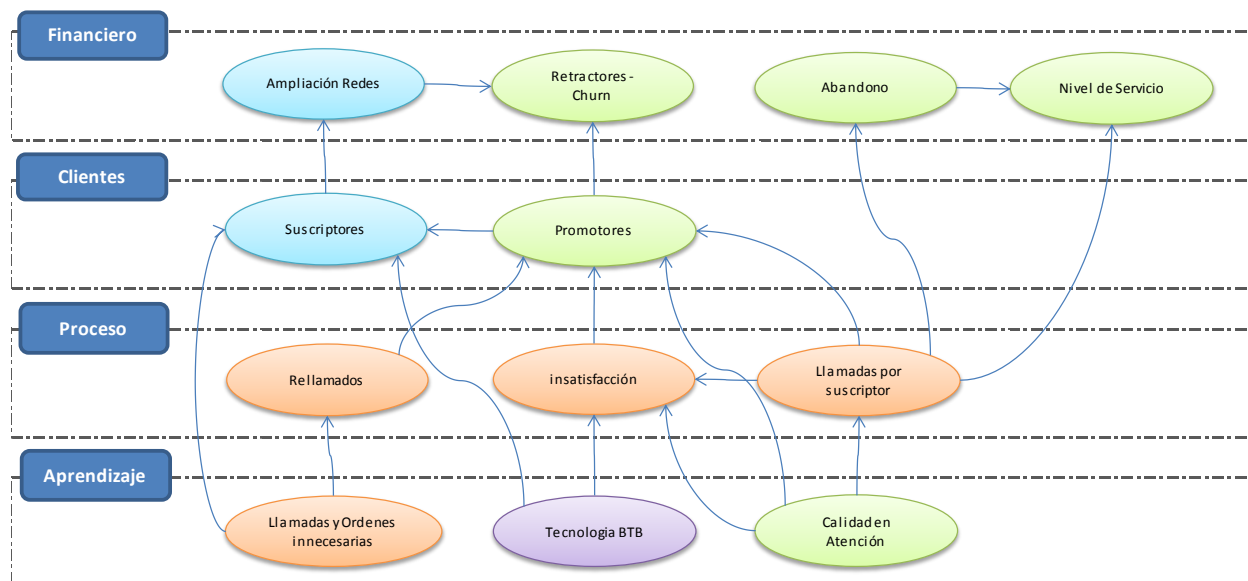 Financiero
Ampliación Redes
Retractores -
Churn
Abandono
Nivel de Servicio
Clientes
Suscriptores
Promotores
Proceso
Rellamados
insatisfacción
Llamadas por
suscriptor
Aprendizaje
Llamadas y Ordenes
innecesarias
Tecnologia BTB
Calidad en
Atención